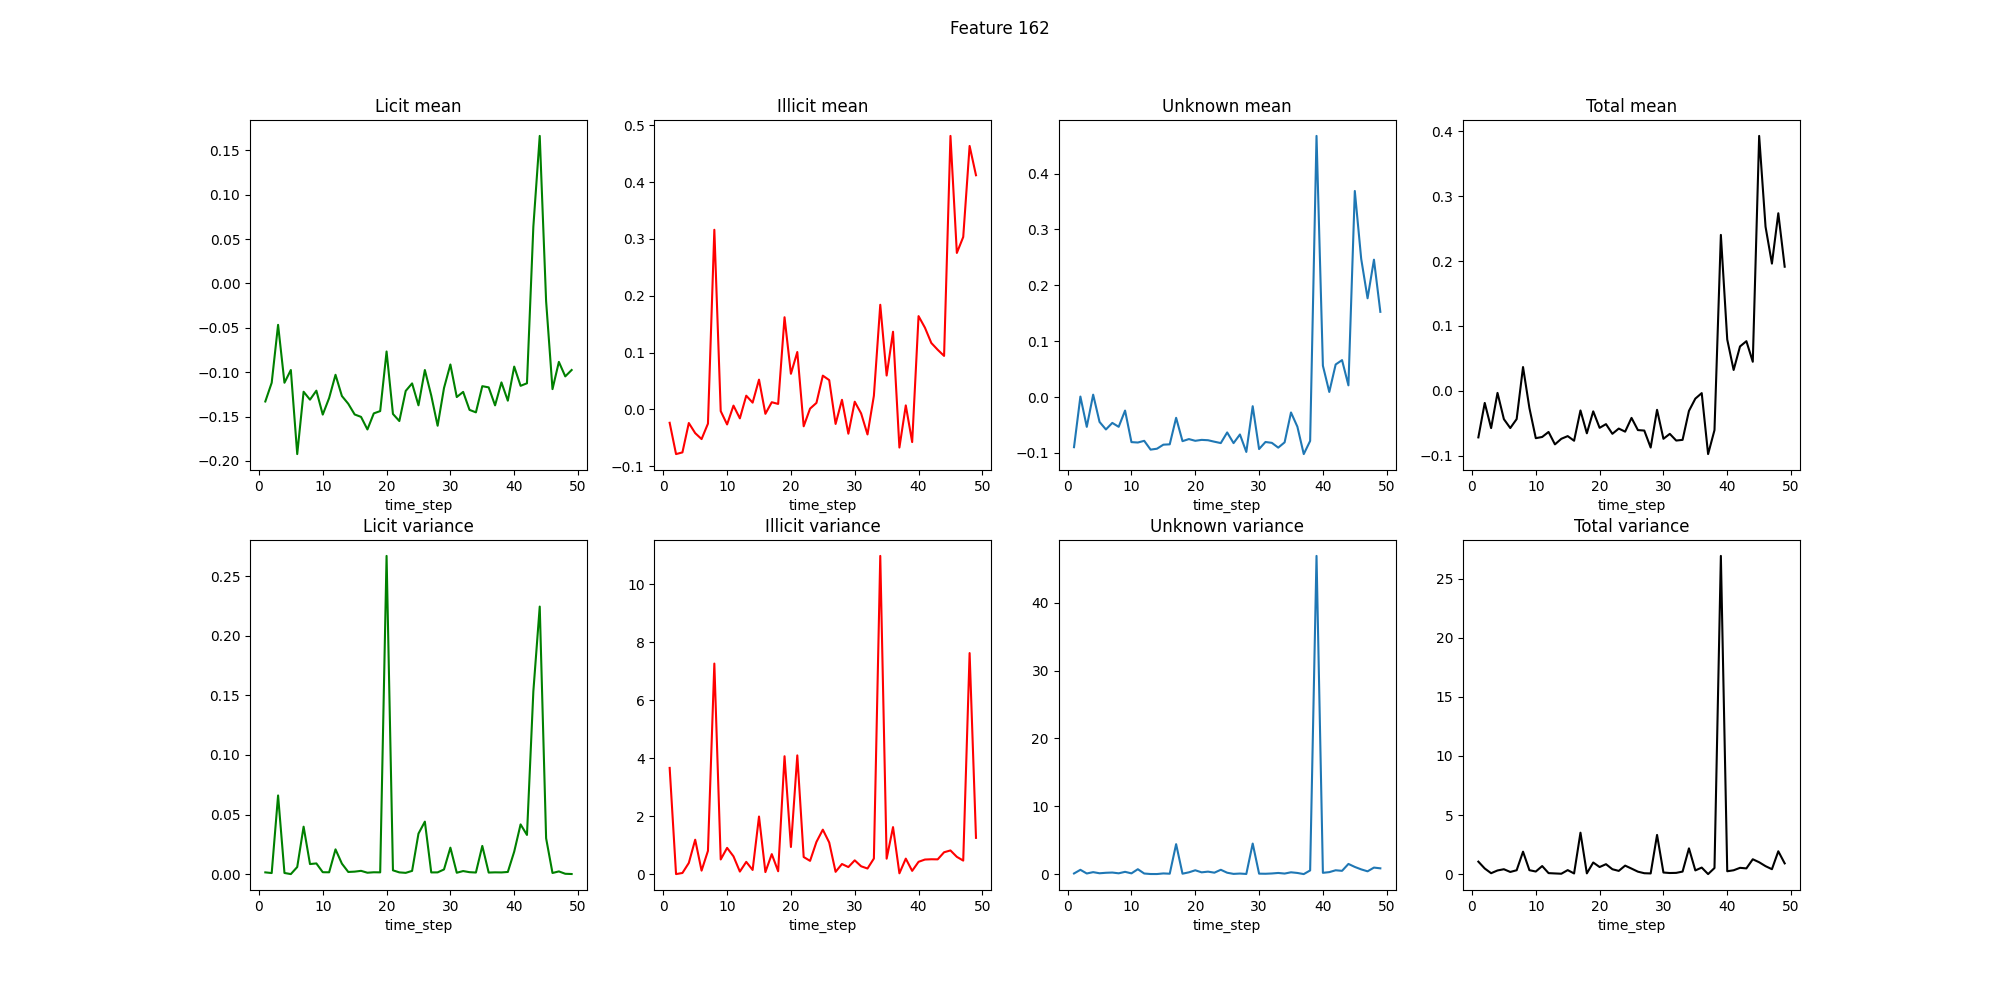 Feature 162
Licit mean
Illicit mean
Unknown mean
Total mean
0.15
0.10
0.05
0.00
−0.05
−0.10
−0.15
−0.20
0 10 20 30 40 50
time_step
0.5
0.4
0.3
0.2
0.1
0.0
−0.1
0 10 20 30 40 50
time_step
0.4
0.3
0.2
0.1
0.0
−0.1
0 10 20 30 40 50
time_step
0.4
0.3
0.2
0.1
0.0
−0.1
0 10 20 30 40 50
time_step
Licit variance
Illicit variance
Unknown variance
Total variance
0.25
0.20
0.15
0.10
0.05
0.00
0 10 20 30 40 50
time_step
10
8
6
4
2
0
0 10 20 30 40 50
time_step
40
30
20
10
0
0 10 20 30 40 50
time_step
25
20
15
10
5
0
0 10 20 30 40 50
time_step